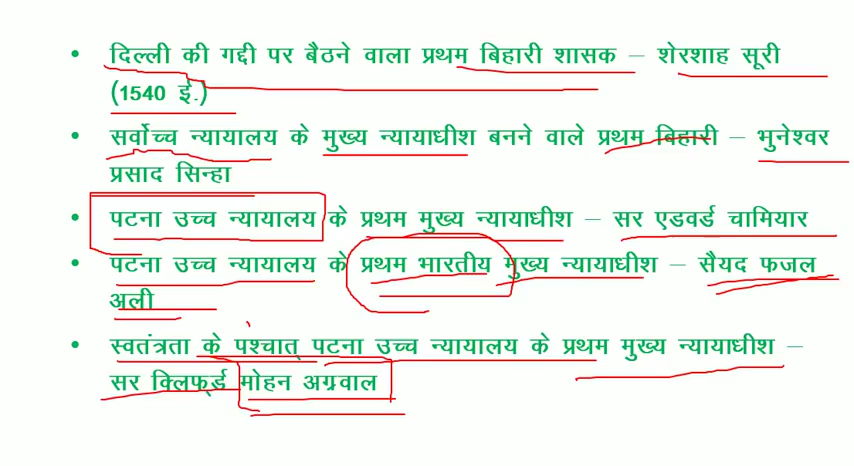 • दिल्ली की गद्दी पर बैठने वाला प्रथम बिहारी शासक – शेरशाह सूरी
(1540 ई.)
• सर्वोच्च न्यायालय के मुख्य न्यायाधीश बनने वाले प्रथम बिहारी – भुनेश्वर
प्रसाद सिन्हा
• पटना उच्च न्यायालय के प्रथम मुख्य न्यायाधीश – सर एडवर्ड चामियार
• पटना उच्च न्यायालय के प्रथम भारतीय मुख्य न्यायाधीश – सैयद फजल
अली
• स्वतंत्रता के पश्चात् पटना उच्च न्यायालय के प्रथम मुख्य न्यायाधीश –
सर क्लिफ्र्ड मोहन अग्रवाल